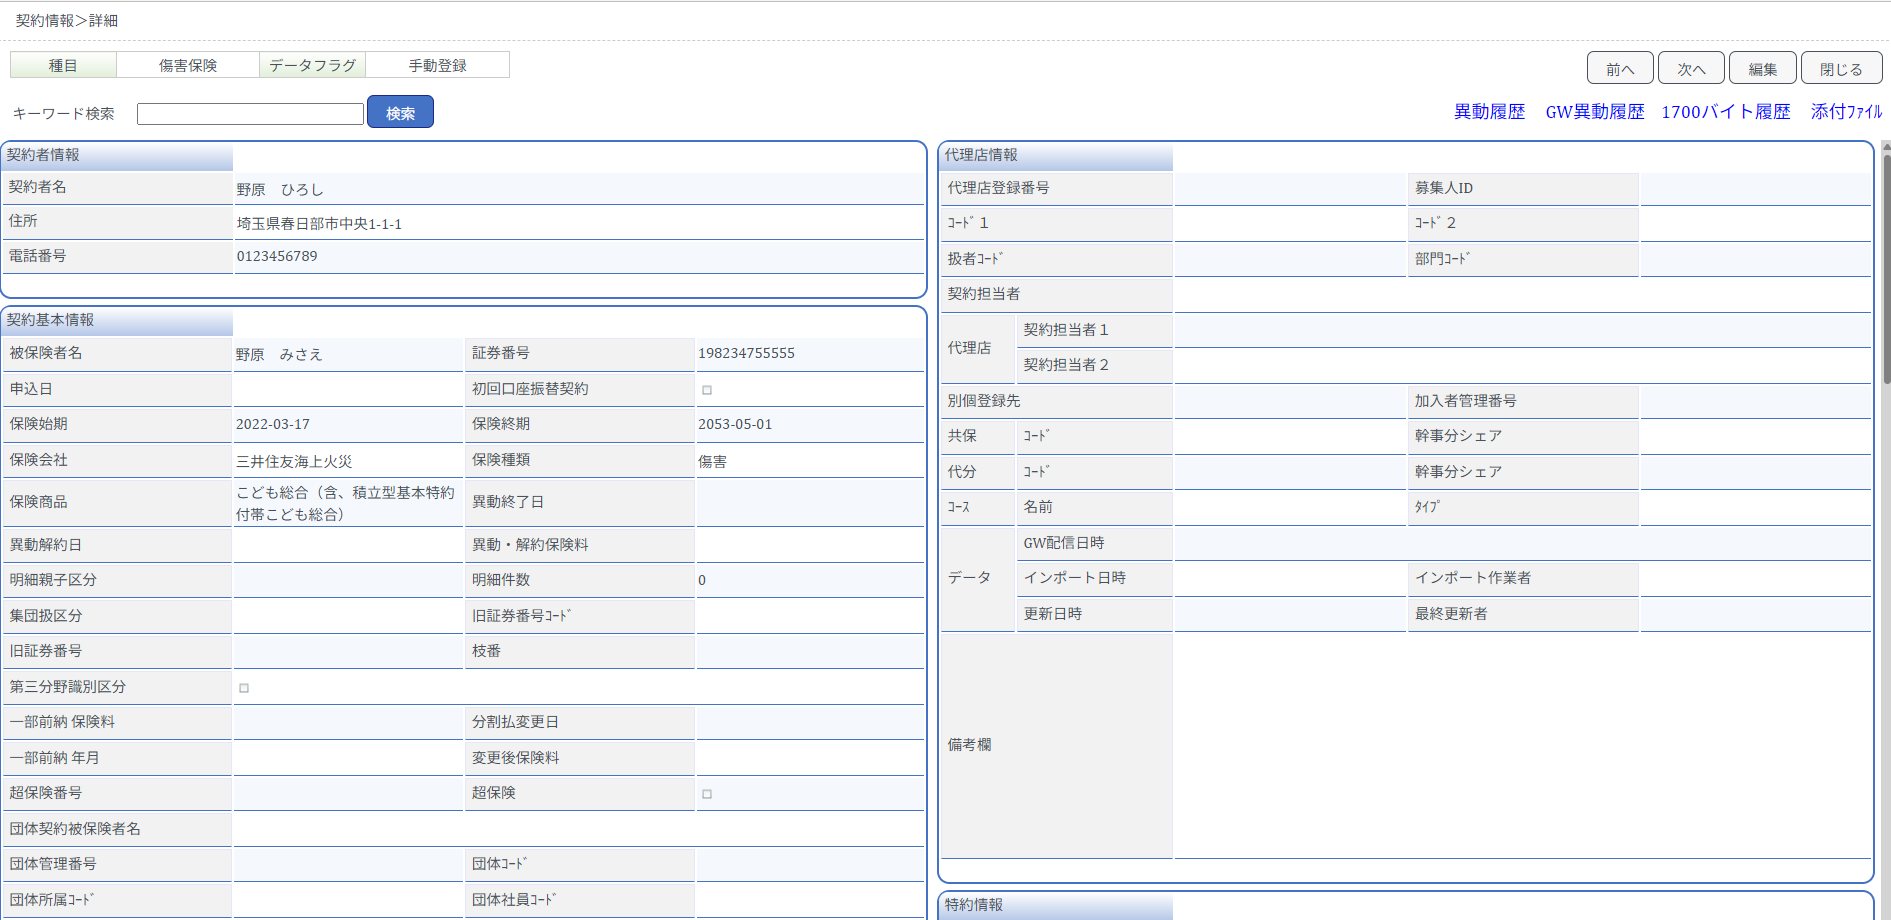 契約情報＞詳細
種目 傷害保険 データフラグ 手動登録
前へ 次へ 編集 閉じる
キーワード検索 検索
異動履歴 GW異動履歴 1700バイト履歴 添付ﾌｧｲﾙ
契約者情報
契約者名 野原　ひろし
住所 埼玉県春日部市中央1-1-1
電話番号 0123456789
契約基本情報
被保険者名 野原　みさえ 証券番号 198234755555
申込日 初回口座振替契約
保険始期 2022-03-17 保険終期 2053-05-01
保険会社 三井住友海上火災 保険種類 傷害
保険商品 こども総合（含、積立型基本特約
付帯こども総合） 異動終了日
異動解約日 異動・解約保険料
明細親子区分 明細件数 0
集団扱区分 旧証券番号ｺｰﾄﾞ
旧証券番号 枝番
第三分野識別区分
一部前納 保険料 分割払変更日
一部前納 年月 変更後保険料
超保険番号 超保険
団体契約被保険者名
団体管理番号 団体ｺｰﾄﾞ
団体所属ｺｰﾄﾞ 団体社員ｺｰﾄﾞ
代理店情報
代理店登録番号 募集人ID
ｺｰﾄﾞ１ ｺｰﾄﾞ２
扱者ｺｰﾄﾞ 部門ｺｰﾄﾞ
契約担当者
代理店 契約担当者１
契約担当者２
別個登録先 加入者管理番号
共保 ｺｰﾄﾞ 幹事分シェア
代分 ｺｰﾄﾞ 幹事分シェア
ｺｰｽ 名前 ﾀｲﾌﾟ
データ GW配信日時
インポート日時 インポート作業者
更新日時 最終更新者
備考欄
特約情報